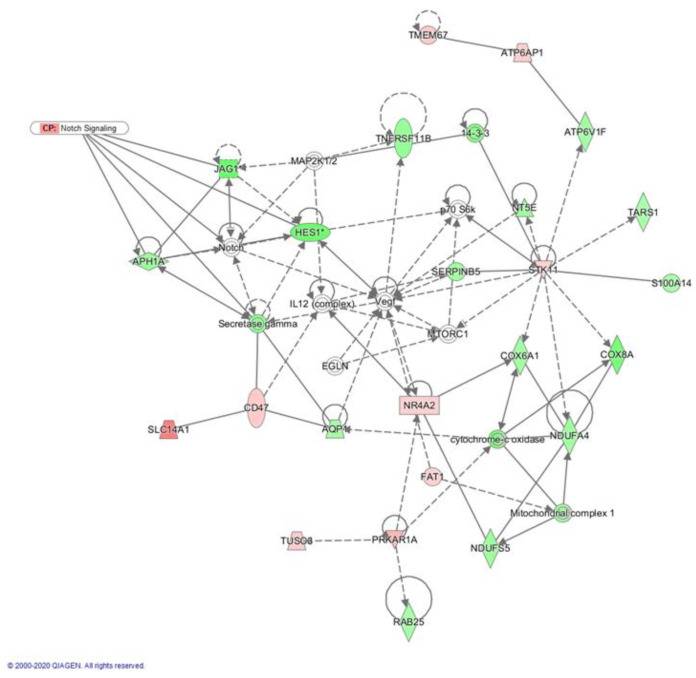 TMEM67
ATP6AP1
CP: Notch Signaling
TNFRSF11B
14-3-3
ATP6V1F
MAP2K1/2
JAG1
p70 S6k
NT5E
TARS1
HES1*
Notch
APH1A
SERPINB5
STK11
S100A14
IL12 (complex)
Vegf
Secretase gamma
MTORC1
EGLN
COX6A1
COX8A
CD47
NR4A2
SLC14A1
AQP1
cytochrome-c oxidase
NDUFA4
FAT1
Mitochondrial complex 1
TUSC3
PRKAR1A
NDUFS5
RAB25
© 2000-2020 QIAGEN. All rights reserved.